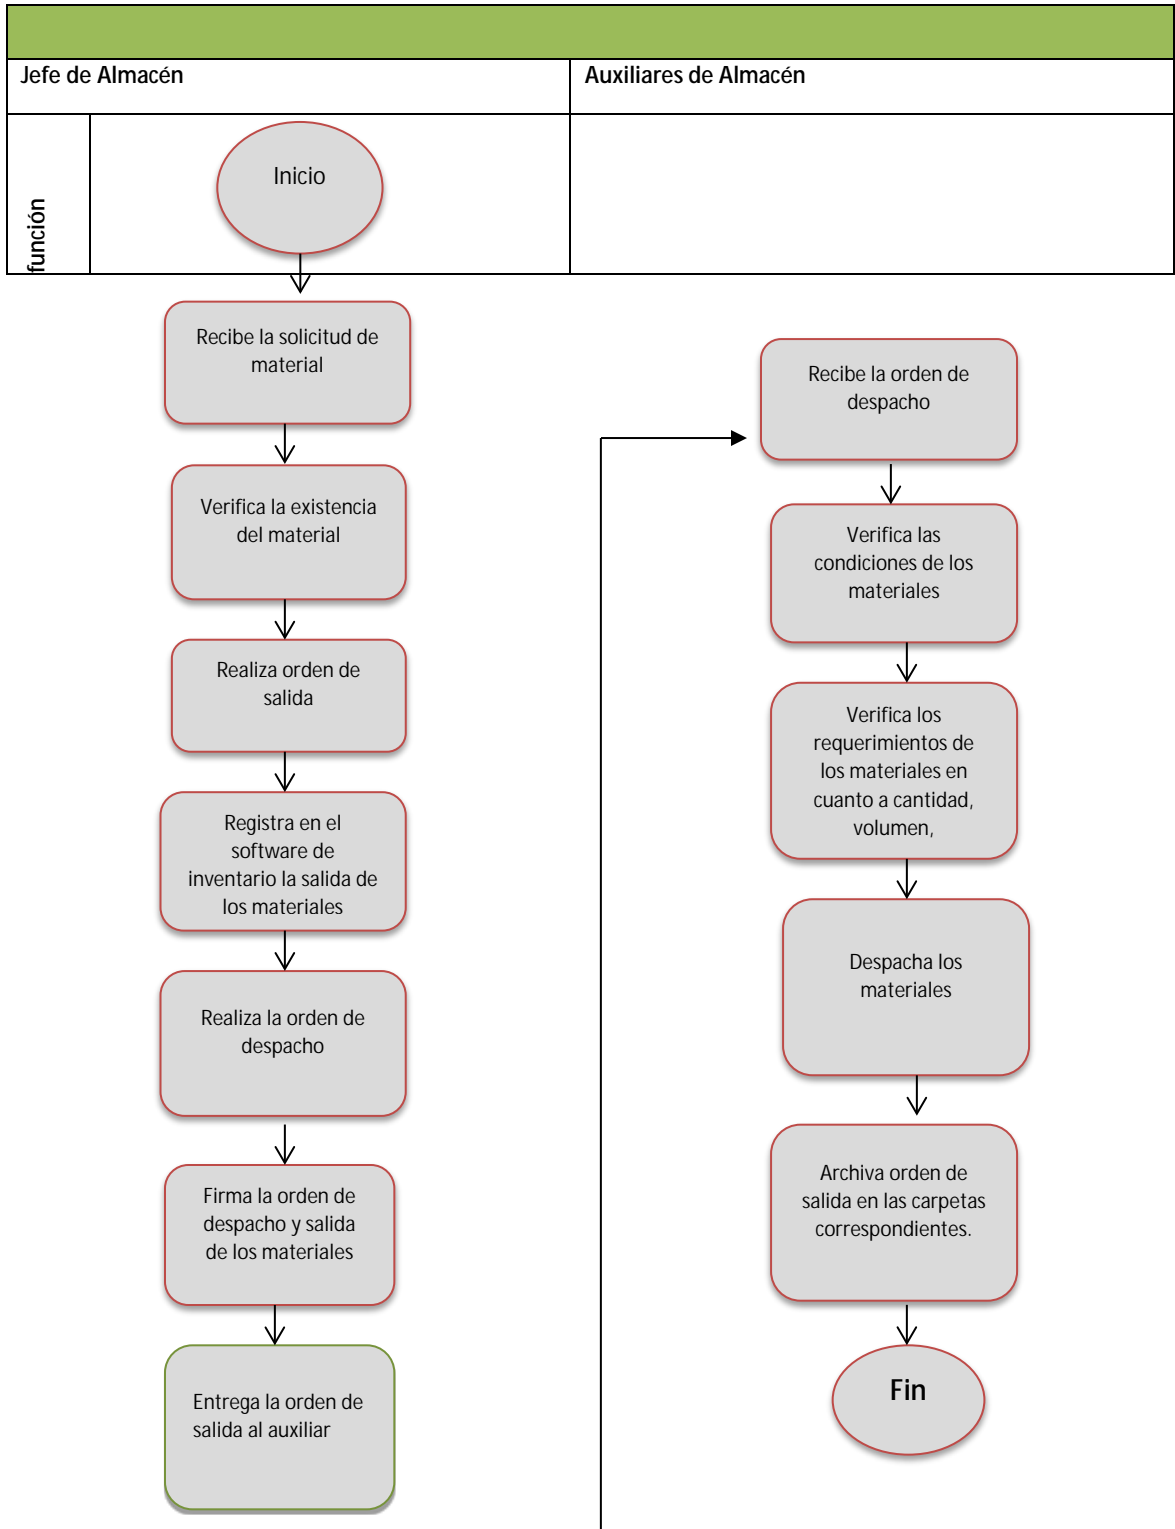 Jefe de Almacén
Auxiliares de Almacén
función
Inicio
Recibe la solicitud de
material
Verifica la existencia
del material
Realiza orden de
salida
Registra en el
software de
inventario la salida de
los materiales
Realiza la orden de
despacho
Firma la orden de
despacho y salida
de los materiales
Entrega la orden de
salida al auxiliar
Recibe la orden de
despacho
Verifica las
condiciones de los
materiales
Verifica los
requerimientos de
los materiales en
cuanto a cantidad,
volumen,
Despacha los
materiales
Archiva orden de
salida en las carpetas
correspondientes.
Fin